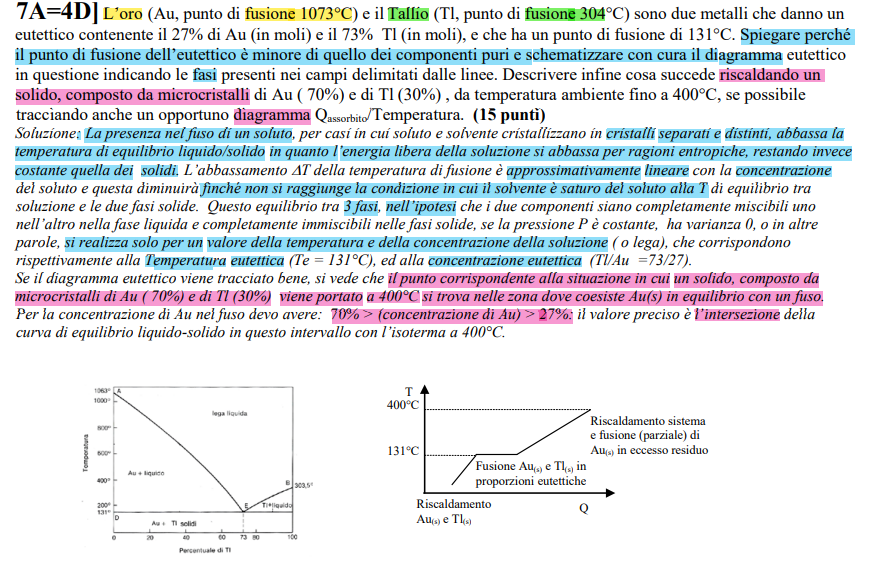 7A=4D] L'oro (Au, punto di fusione 1073°C) e il Tallio (Tl, punto di fusione 304°C) sono due metalli che danno un
eutettico contenente il 27% di Au (in moli) e il 73% Tl (in moli), e che ha un punto di fusione di 131°C. Spiegare perché
il punto di fusione dell'eutettico è minore di quello dei componenti puri e schematizzare con cura il diagramma eutettico
in questione indicando le fasi presenti nei campi delimitati dalle linee. Descrivere infine cosa succede riscaldando un
solido, composto da microcristalli di Au ( 70%) e di Tl (30%) , da temperatura ambiente fino a 400°C, se possibile
tracciando anche un opportuno diagramma Qassorbito/Temperatura. (15 punti)
Soluzione: La presenza nel fuso di un soluto, per casi in cui soluto e solvente cristallizzano in cristalli separati e distinti, abbassa la
temperatura di equilibrio liquido/solido in quanto l'energia libera della soluzione si abbassa per ragioni entropiche, restando invece
costante quella dei solidi. L'abbassamento ΔT della temperatura di fusione è approssimativamente lineare con la concentrazione
del soluto e questa diminuirà finché non si raggiunge la condizione in cui il solvente è saturo del soluto alla T di equilibrio tra
soluzione e le due fasi solide. Questo equilibrio tra 3 fasi, nell'ipotesi che i due componenti siano completamente miscibili uno
nell'altro nella fase liquida e completamente immiscibili nelle fasi solide, se la pressione P è costante, ha varianza 0, o in altre
parole, si realizza solo per un valore della temperatura e della concentrazione della soluzione ( o lega), che corrispondono
rispettivamente alla Temperatura eutettica (Te = 131°C), ed alla concentrazione eutettica (Tl/Au =73/27).
Se il diagramma eutettico viene tracciato bene, si vede che il punto corrispondente alla situazione in cui un solido, composto da
microcristalli di Au ( 70%) e di Tl (30%) viene portato a 400°C si trova nelle zona dove coesiste Au(s) in equilibrio con un fuso.
Per la concentrazione di Au nel fuso devo avere: 70% > (concentrazione di Au) > 27%: il valore preciso è l'intersezione della
curva di equilibrio liquido-solido in questo intervallo con l'isoterma a 400°C.
1063°
A
1000°
lega liquida
800°
600°
Temperatura
Au + liquido
400°
B
303,5°
200°
E
Tl+liquido
131°
D
Au + Tl solidi
0 20 40 60 73 80 100
Percentuale di Tl
T
400°C
Riscaldamento sistema
e fusione (parziale) di
Au(s) in eccesso residuo
131°C
Fusione Au(s) e Tl(s) in
proporzioni eutettiche
Riscaldamento
Au(s) e Tl(s)
Q